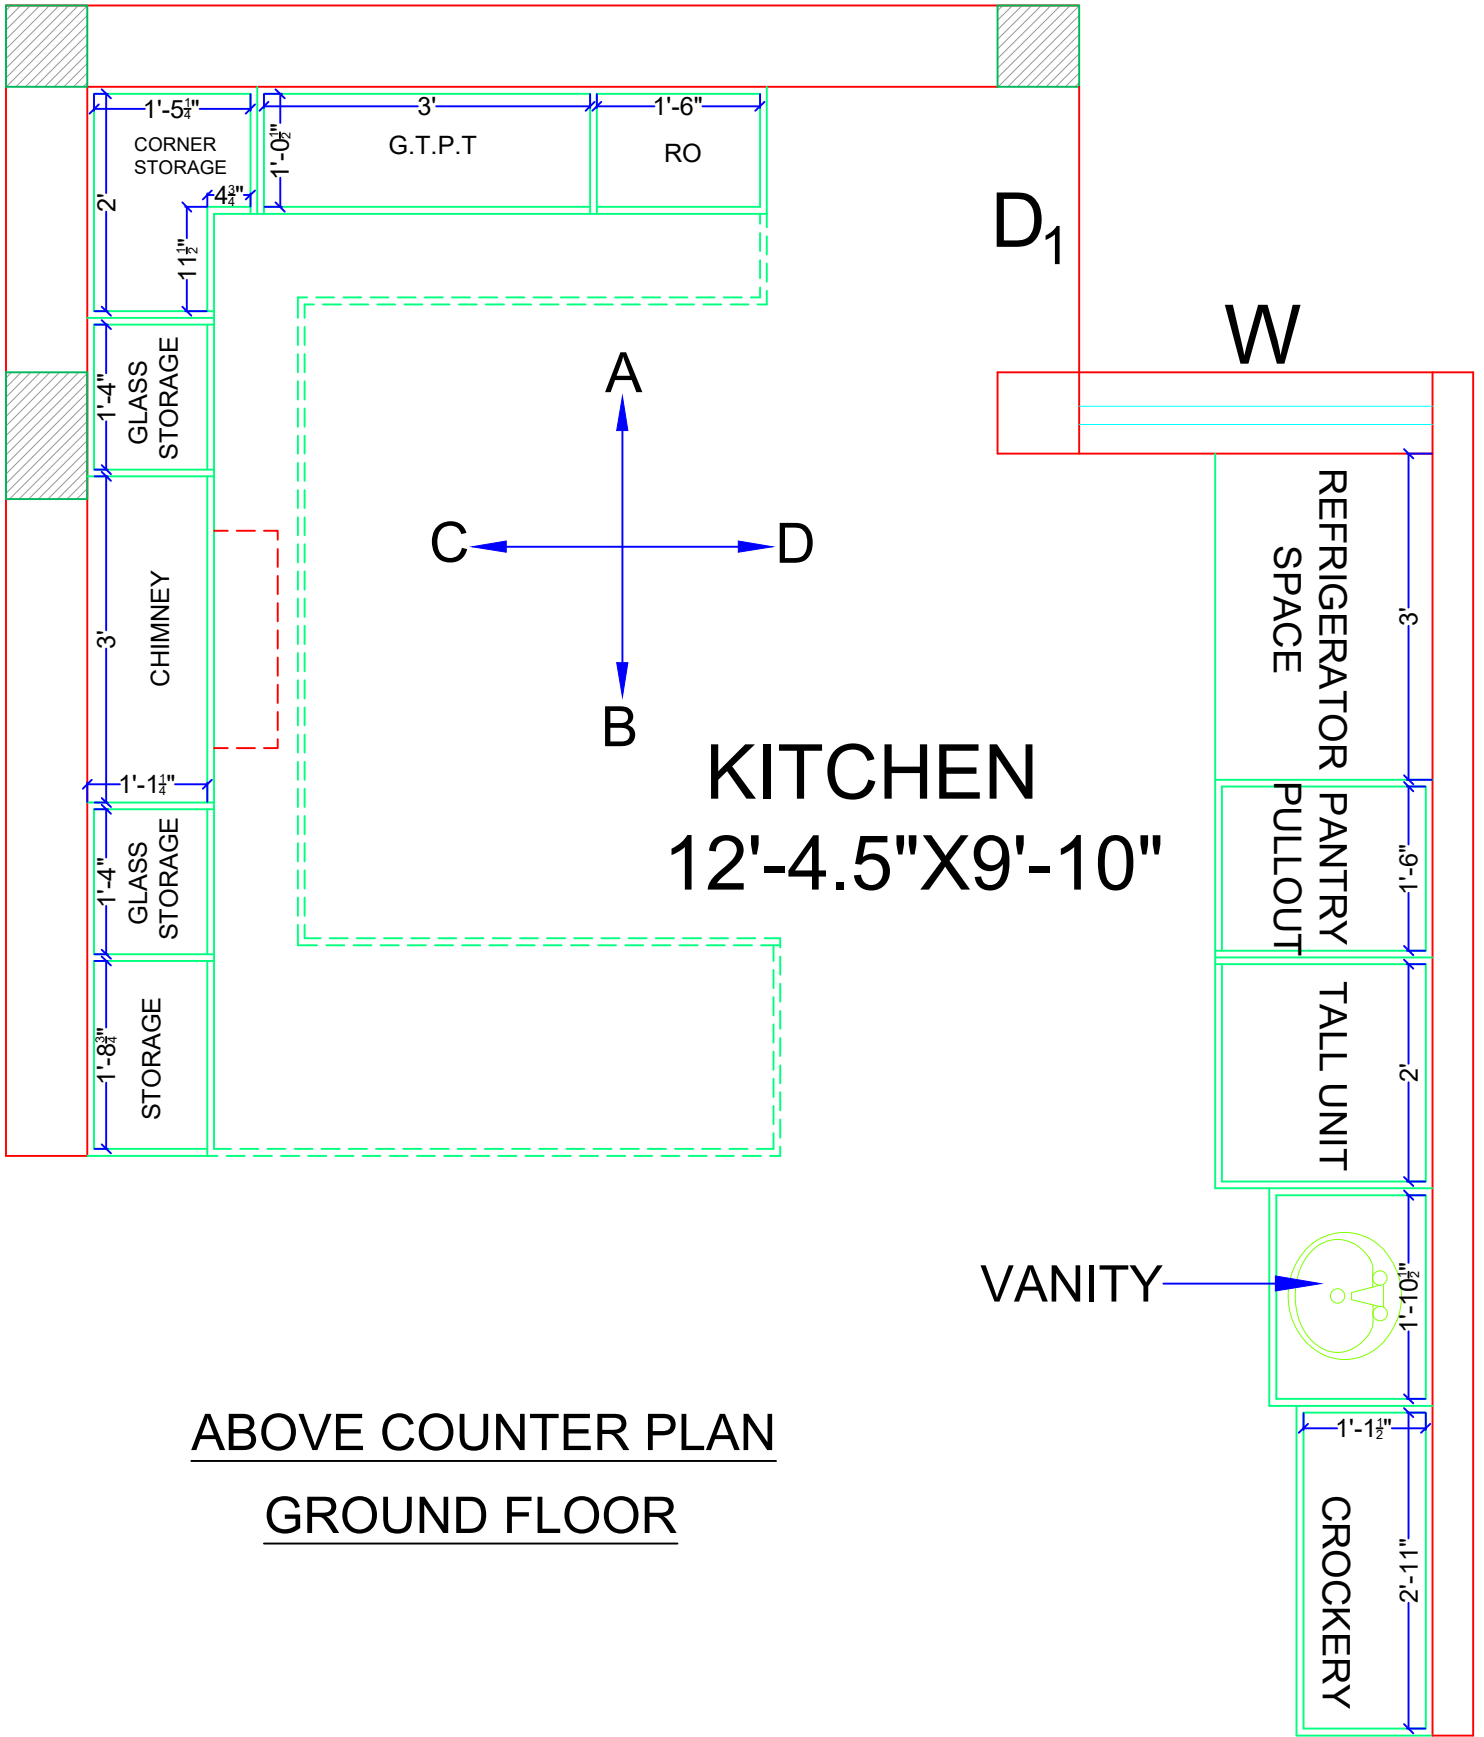 1'-5¼"
3'
1'-6"
CORNER
STORAGE
1'-0½"
G.T.P.T
RO
2'
4¾"
11½"
D₁
W
1'-4"
GLASS
STORAGE
A
C
D
B
REFRIGERATOR
SPACE
3'
3'
CHIMNEY
KITCHEN
12'-4.5"X9'-10"
1'-1¼"
PANTRY
PULLOUT
1'-6"
1'-4"
GLASS
STORAGE
1'-8¾"
STORAGE
TALL UNIT
2'
VANITY
1'-10½"
ABOVE COUNTER PLAN
GROUND FLOOR
1'-1½"
CROCKERY
2'-11"